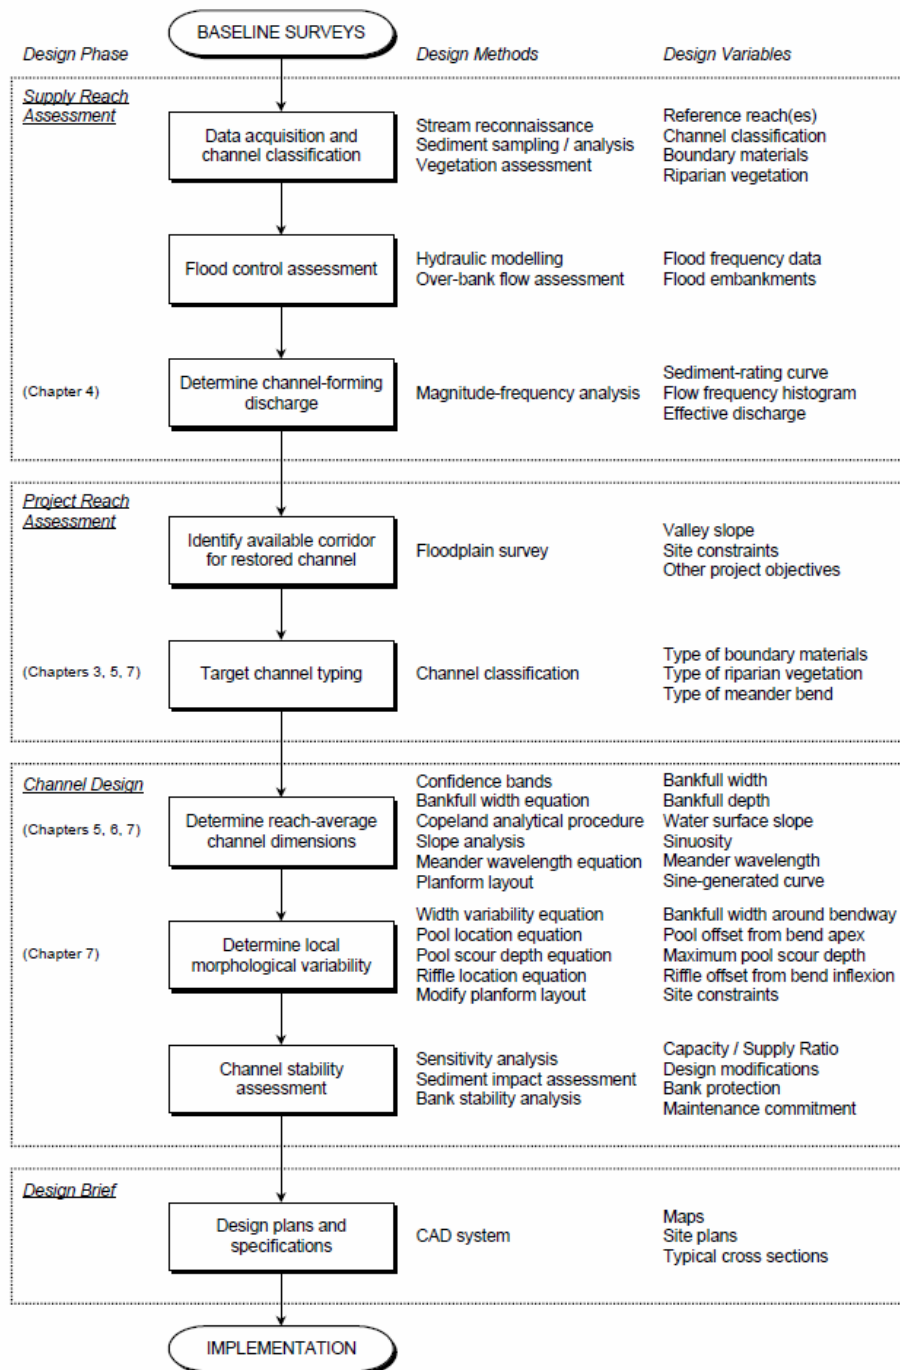 BASELINE SURVEYS
Design Phase
Design Methods
Design Variables
Supply Reach
Assessment
Data acquisition and
channel classification
Stream reconnaissance
Sediment sampling / analysis
Vegetation assessment
Reference reach(es)
Channel classification
Boundary materials
Riparian vegetation
Flood control assessment
Hydraulic modelling
Over-bank flow assessment
Flood frequency data
Flood embankments
(Chapter 4)
Determine channel-forming
discharge
Magnitude-frequency analysis
Sediment-rating curve
Flow frequency histogram
Effective discharge
Project Reach
Assessment
Identify available corridor
for restored channel
Floodplain survey
Valley slope
Site constraints
Other project objectives
(Chapters 3, 5, 7)
Target channel typing
Channel classification
Type of boundary materials
Type of riparian vegetation
Type of meander bend
Channel Design
(Chapters 5, 6, 7)
Determine reach-average
channel dimensions
Confidence bands
Bankfull width equation
Copeland analytical procedure
Slope analysis
Meander wavelength equation
Planform layout
Bankfull width
Bankfull depth
Water surface slope
Sinuosity
Meander wavelength
Sine-generated curve
(Chapter 7)
Determine local
morphological variability
Width variability equation
Pool location equation
Pool scour depth equation
Riffle location equation
Modify planform layout
Bankfull width around bendway
Pool offset from bend apex
Maximum pool scour depth
Riffle offset from bend inflexion
Site constraints
Channel stability
assessment
Sensitivity analysis
Sediment impact assessment
Bank stability analysis
Capacity / Supply Ratio
Design modifications
Bank protection
Maintenance commitment
Design Brief
Design plans and
specifications
CAD system
Maps
Site plans
Typical cross sections
IMPLEMENTATION